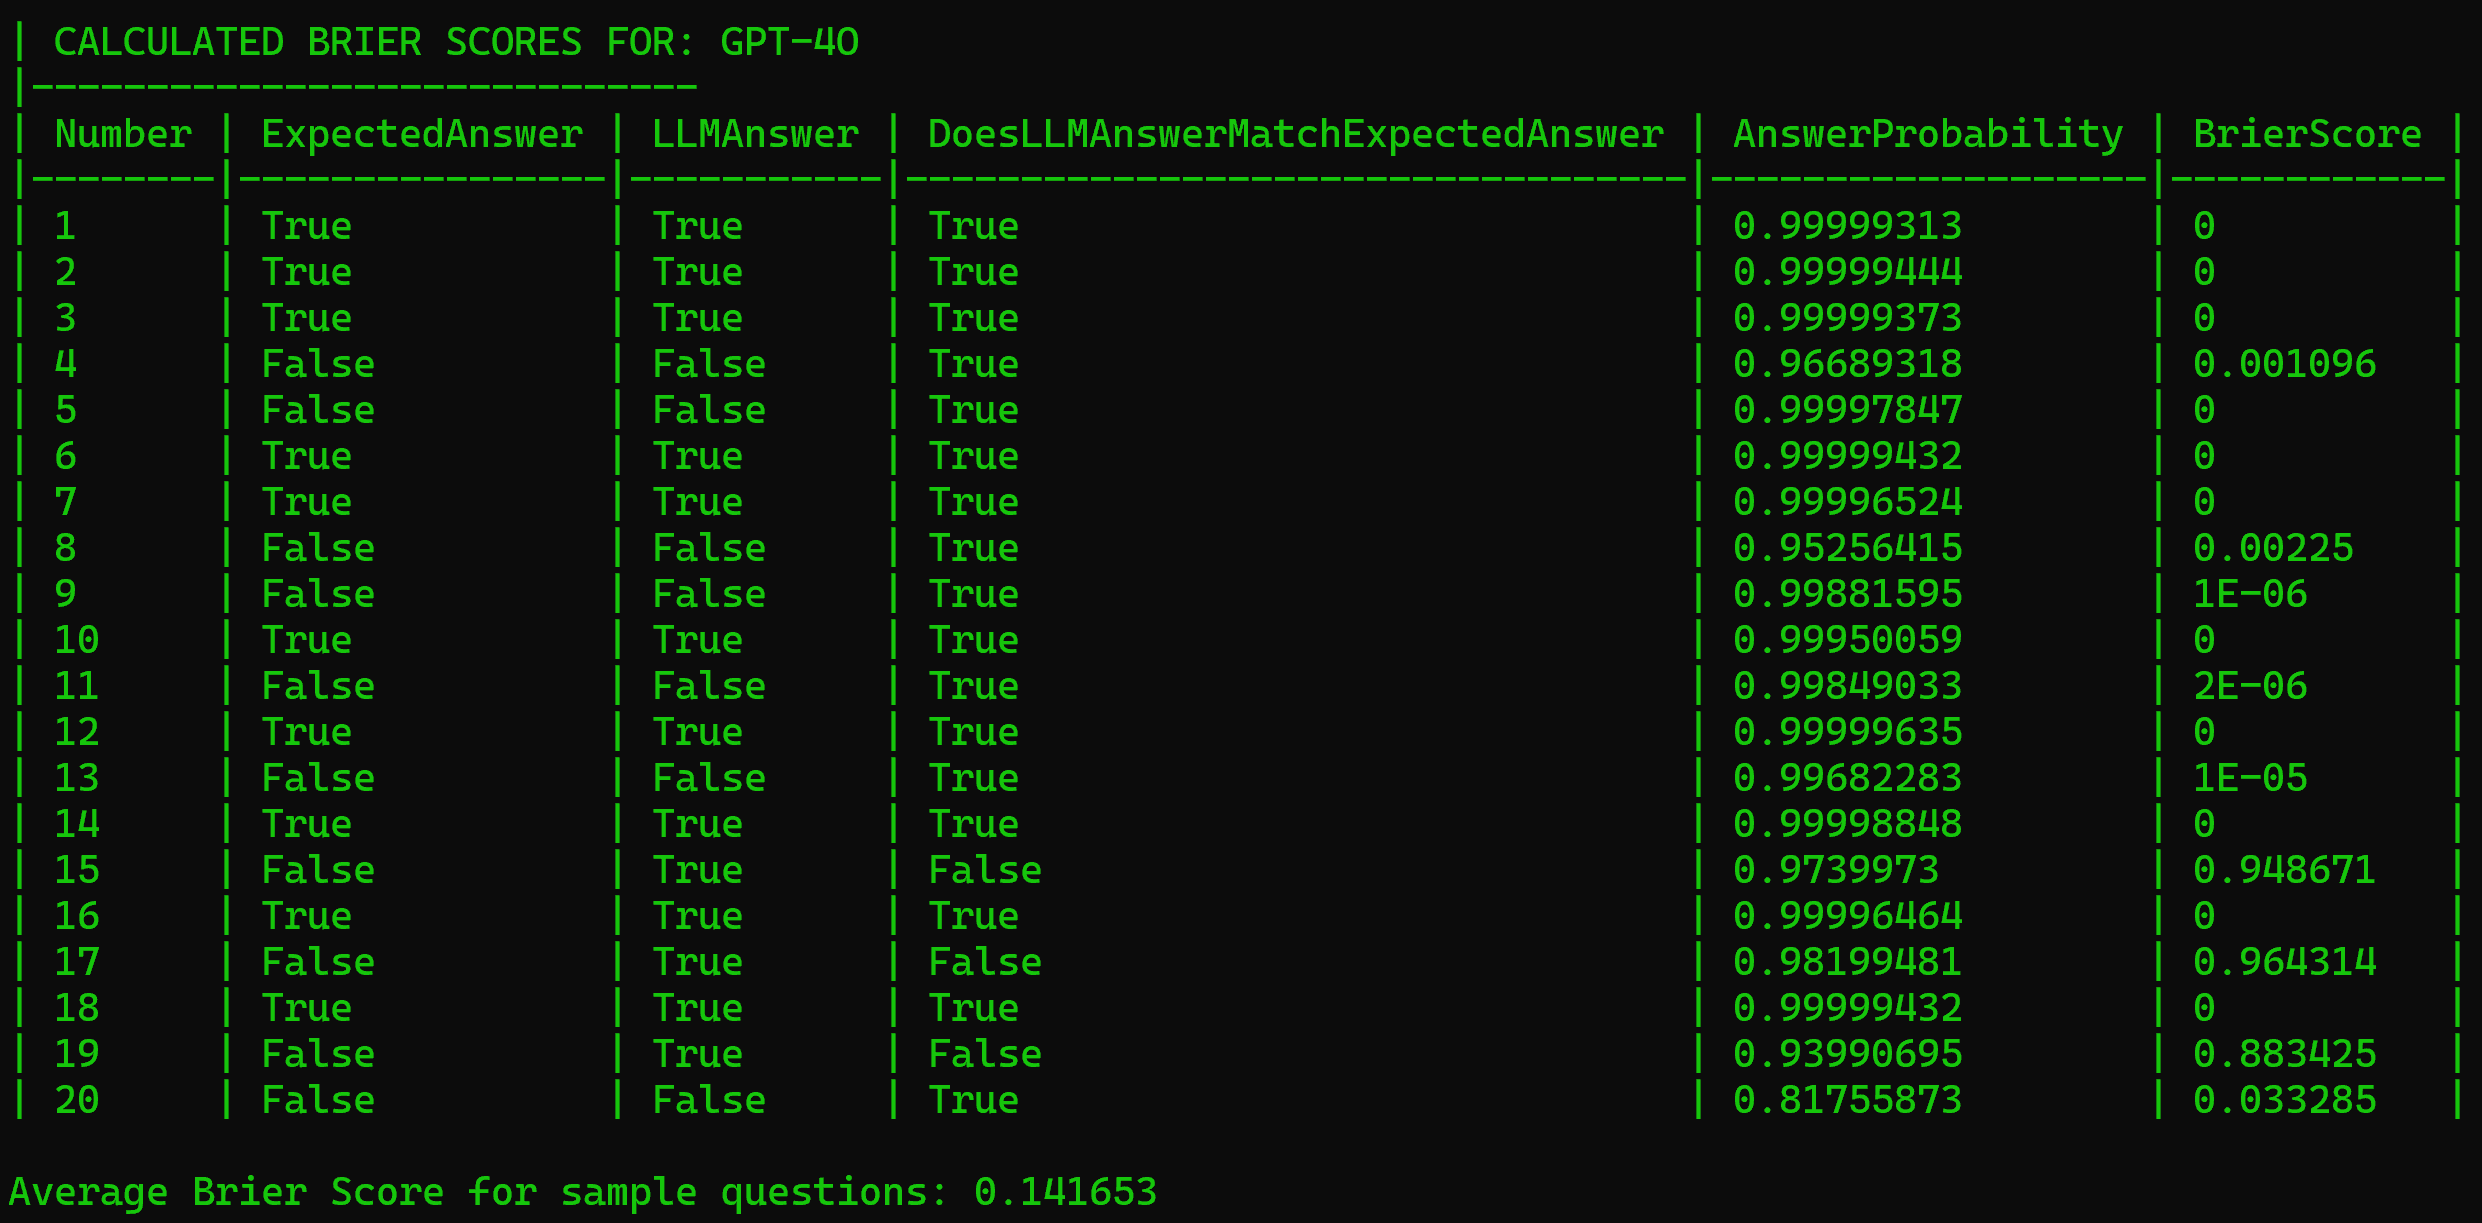 | CALCULATED BRIER SCORES FOR: GPT-4O
|-----------------------------
| Number | ExpectedAnswer | LLMAnswer | DoesLLMAnswerMatchExpectedAnswer | AnswerProbability | BrierScore |
|--------|----------------|-----------|----------------------------------|-------------------|------------|
| 1 | True | True | True | 0.99999313 | 0 |
| 2 | True | True | True | 0.99999444 | 0 |
| 3 | True | True | True | 0.99999373 | 0 |
| 4 | False | False | True | 0.96689318 | 0.001096 |
| 5 | False | False | True | 0.99997847 | 0 |
| 6 | True | True | True | 0.99999432 | 0 |
| 7 | True | True | True | 0.99996524 | 0 |
| 8 | False | False | True | 0.95256415 | 0.00225 |
| 9 | False | False | True | 0.99881595 | 1E-06 |
| 10 | True | True | True | 0.99950059 | 0 |
| 11 | False | False | True | 0.99849033 | 2E-06 |
| 12 | True | True | True | 0.99999635 | 0 |
| 13 | False | False | True | 0.99682283 | 1E-05 |
| 14 | True | True | True | 0.99998848 | 0 |
| 15 | False | True | False | 0.9739973 | 0.948671 |
| 16 | True | True | True | 0.99996464 | 0 |
| 17 | False | True | False | 0.98199481 | 0.964314 |
| 18 | True | True | True | 0.99999432 | 0 |
| 19 | False | True | False | 0.93990695 | 0.883425 |
| 20 | False | False | True | 0.81755873 | 0.033285 |
Average Brier Score for sample questions: 0.141653